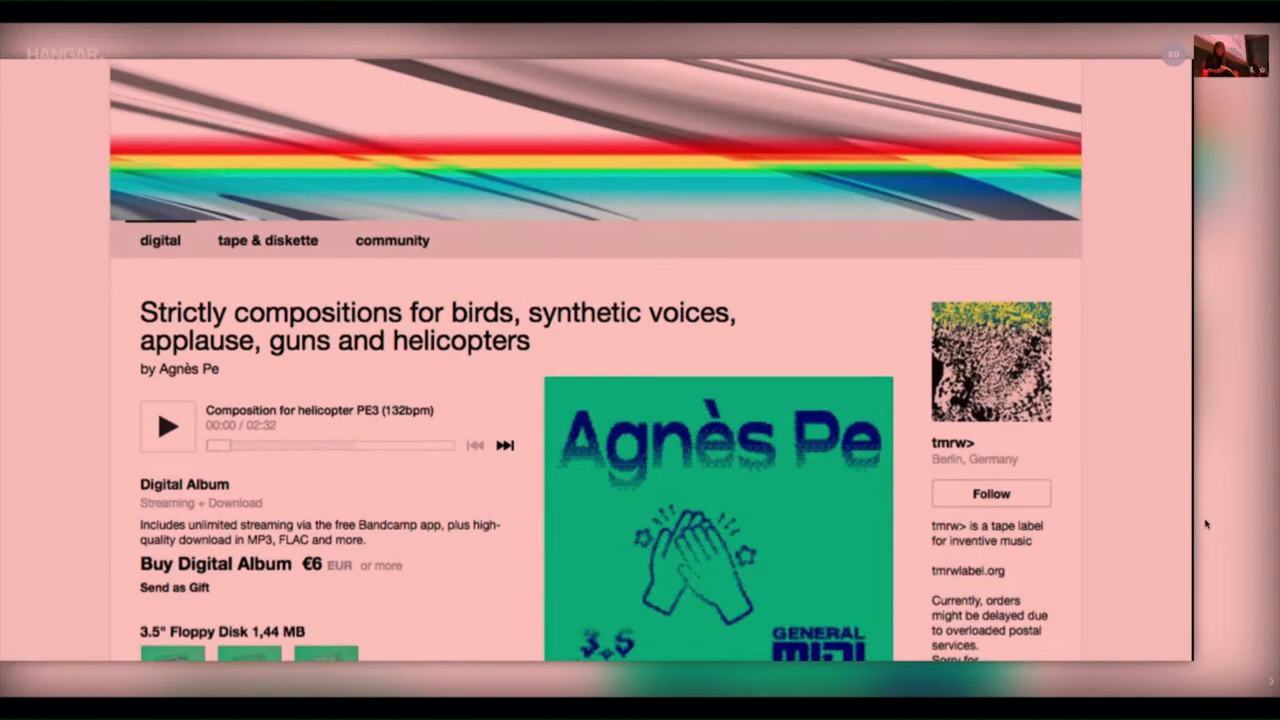 HANGAR.
SD
digital tape & diskette community
Strictly compositions for birds, synthetic voices,
applause, guns and helicopters
by Agnès Pe
Composition for helicopter PE3 (132bpm)
00:00 / 02:32
Digital Album
Streaming + Download
Includes unlimited streaming via the free Bandcamp app, plus high-
quality download in MP3, FLAC and more.
Buy Digital Album €6 EUR or more
Send as Gift
3.5" Floppy Disk 1,44 MB
Agnès Pe
3.5
GENERAL
MIDI
tmrw>
Berlin, Germany
Follow
tmrw> is a tape label
for inventive music
tmrwlabel.org
Currently, orders
might be delayed due
to overloaded postal
services.
Sorry for